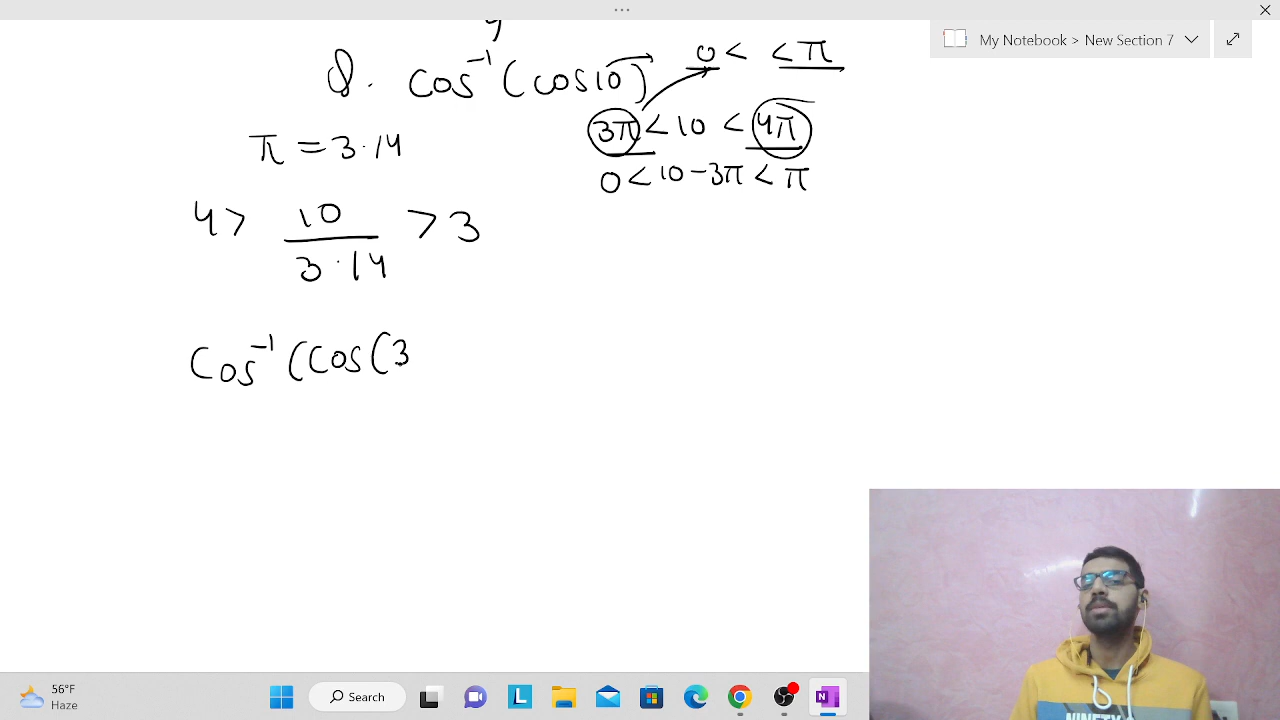 My Notebook > New Section 7
Q. cos⁻¹(cos10) 0 < < π
π = 3.14
3π < 10 < 4π
0 < 10 - 3π < π
4 > 10/3.14 > 3
Cos⁻¹(Cos(3
NINETY
56°F
Haze
Search